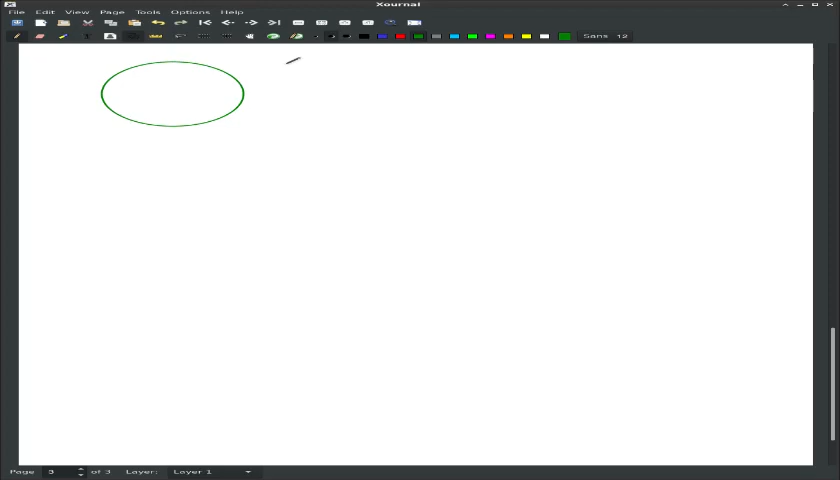 Xournal
File Edit View Page Tools Options Help
Sans 12
Page 3 of 3 Layer: Layer 1